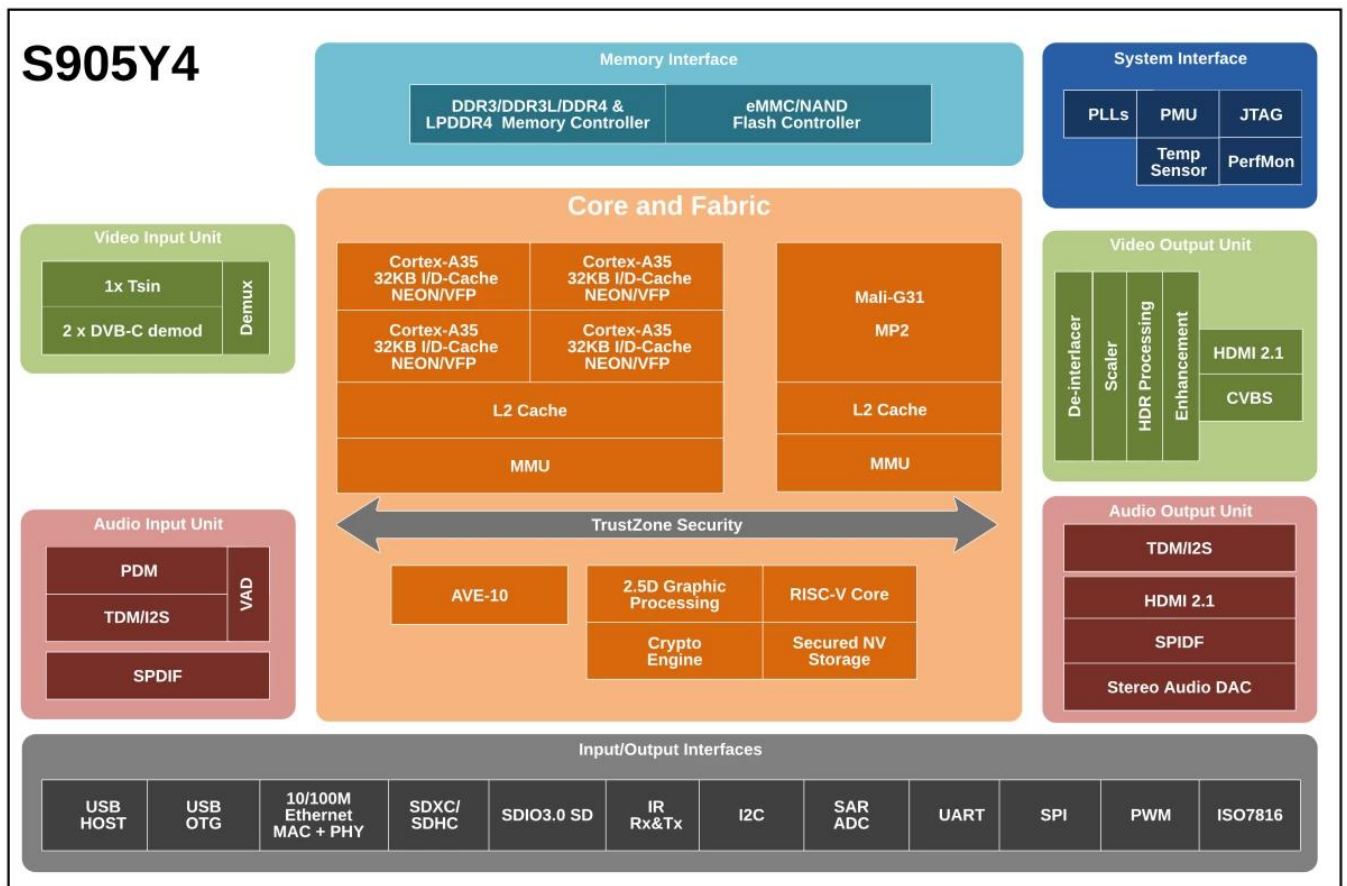 S905Y4
Memory Interface
DDR3/DDR3L/DDR4 &
LPDDR4 Memory Controller
eMMC/NAND
Flash Controller
System Interface
PLLs
PMU
JTAG
Temp
Sensor
PerfMon
Video Input Unit
1x Tsin
2 x DVB-C demod
Demux
Core and Fabric
Cortex-A35
32KB I/D-Cache
NEON/VFP
Cortex-A35
32KB I/D-Cache
NEON/VFP
Cortex-A35
32KB I/D-Cache
NEON/VFP
Cortex-A35
32KB I/D-Cache
NEON/VFP
L2 Cache
MMU
Mali-G31
MP2
L2 Cache
MMU
TrustZone Security
AVE-10
2.5D Graphic
Processing
RISC-V Core
Crypto
Engine
Secured NV
Storage
Video Output Unit
De-interlacer
Scaler
HDR Processing
Enhancement
HDMI 2.1
CVBS
Audio Input Unit
PDM
TDM/I2S
VAD
SPDIF
Audio Output Unit
TDM/I2S
HDMI 2.1
SPIDF
Stereo Audio DAC
Input/Output Interfaces
USB
HOST
USB
OTG
10/100M
Ethernet
MAC + PHY
SDXC/
SDHC
SDIO3.0 SD
IR
Rx&Tx
I2C
SAR
ADC
UART
SPI
PWM
ISO7816